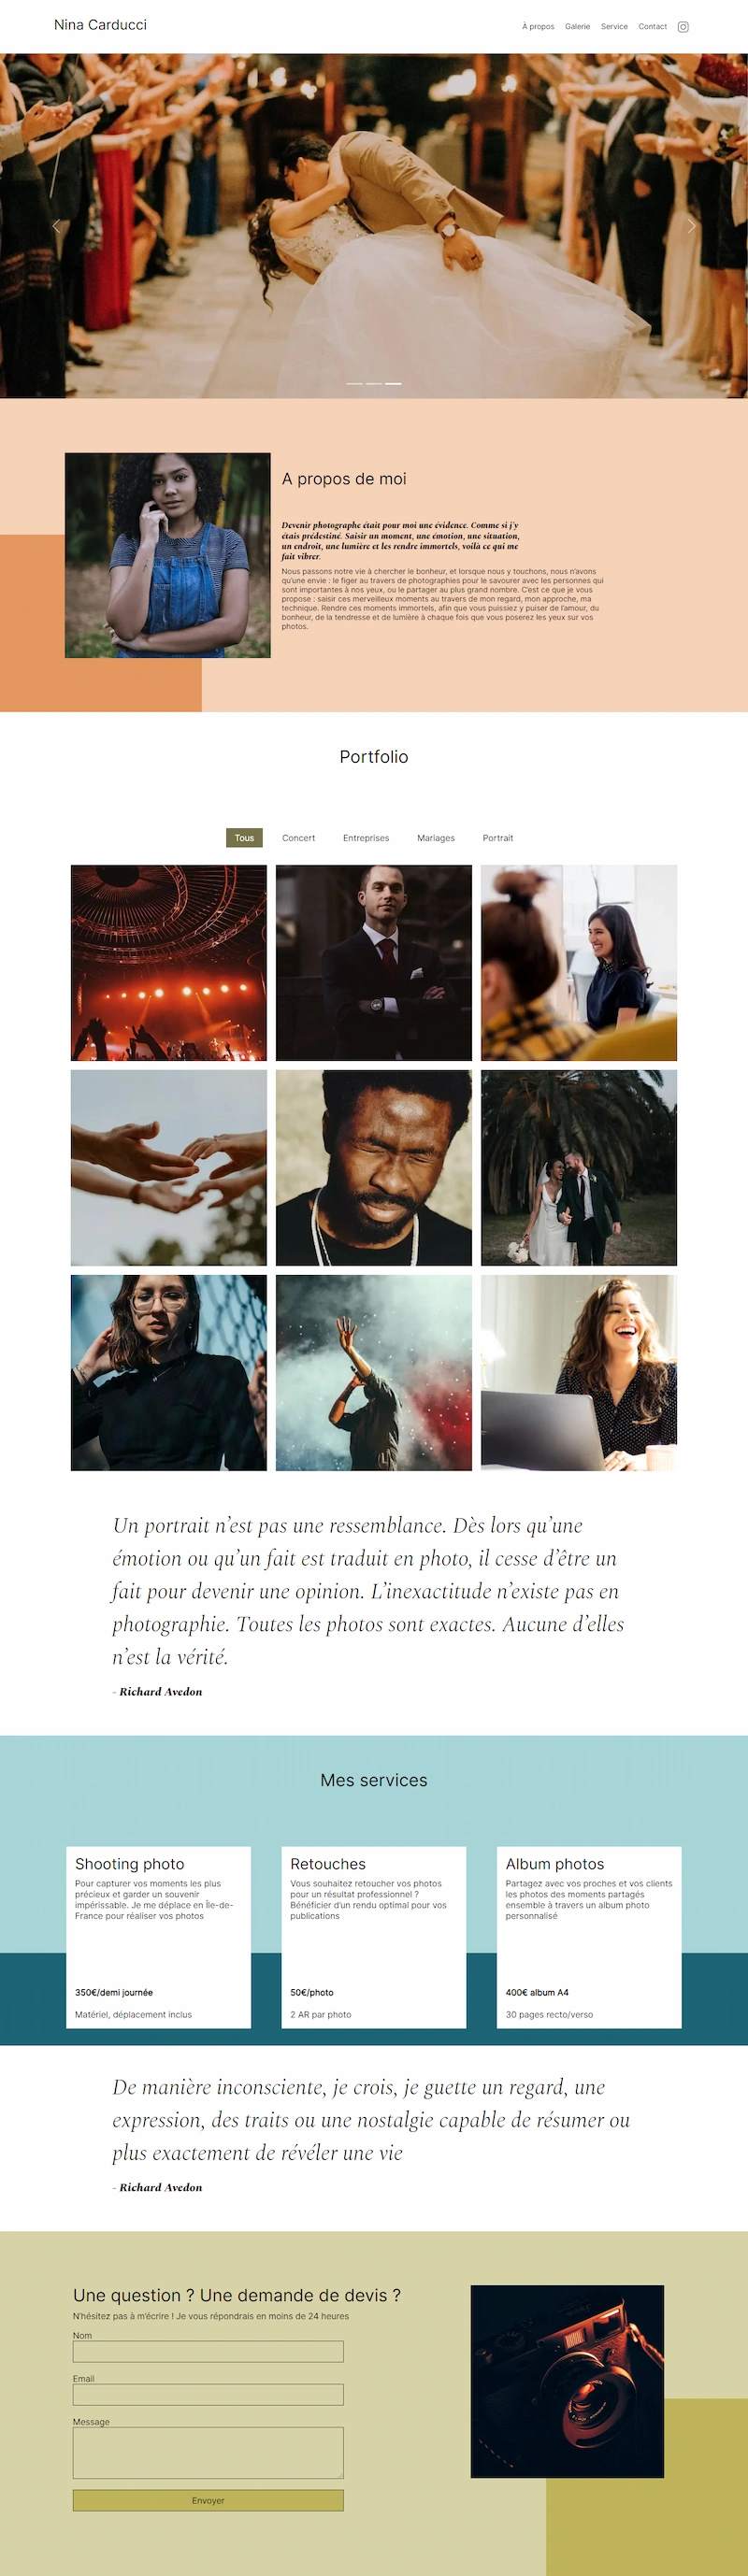 Nina Carducci
À propos Galerie Service Contact
A propos de moi
Devenir photographe était pour moi une évidence. Comme si j'y
étais prédestiné. Saisir un moment, une émotion, une situation,
un endroit, une lumière et les rendre immortels, voilà ce qui me
fait vibrer.
Nous passons notre vie à chercher le bonheur, et lorsque nous y touchons, nous n'avons
qu'une envie : le figer au travers de photographies pour le savourer avec les personnes qui
sont importantes à nos yeux, ou le partager au plus grand nombre. C'est ce que je vous
propose : saisir ces merveilleux moments au travers de mon regard, mon approche, ma
technique. Rendre ces moments immortels, afin que vous puissiez y puiser de l'amour, du
bonheur, de la tendresse et de lumière à chaque fois que vous poserez les yeux sur vos
photos.
Portfolio
Tous Concert Entreprises Mariages Portrait
Un portrait n'est pas une ressemblance. Dès lors qu'une
émotion ou qu'un fait est traduit en photo, il cesse d'être un
fait pour devenir une opinion. L'inexactitude n'existe pas en
photographie. Toutes les photos sont exactes. Aucune d'elles
n'est la vérité.
- Richard Avedon
Mes services
Shooting photo
Pour capturer vos moments les plus
précieux et garder un souvenir
impérissable. Je me déplace en Île-de-
France pour réaliser vos photos
350€/demi journée
Matériel, déplacement inclus
Retouches
Vous souhaitez retoucher vos photos
pour un résultat professionnel ?
Bénéficier d'un rendu optimal pour vos
publications
50€/photo
2 AR par photo
Album photos
Partagez avec vos proches et vos clients
les photos des moments partagés
ensemble à travers un album photo
personnalisé
400€ album A4
30 pages recto/verso
De manière inconsciente, je crois, je guette un regard, une
expression, des traits ou une nostalgie capable de résumer ou
plus exactement de révéler une vie
- Richard Avedon
Une question ? Une demande de devis ?
N'hésitez pas à m'écrire ! Je vous répondrais en moins de 24 heures
Nom
Email
Message
Envoyer